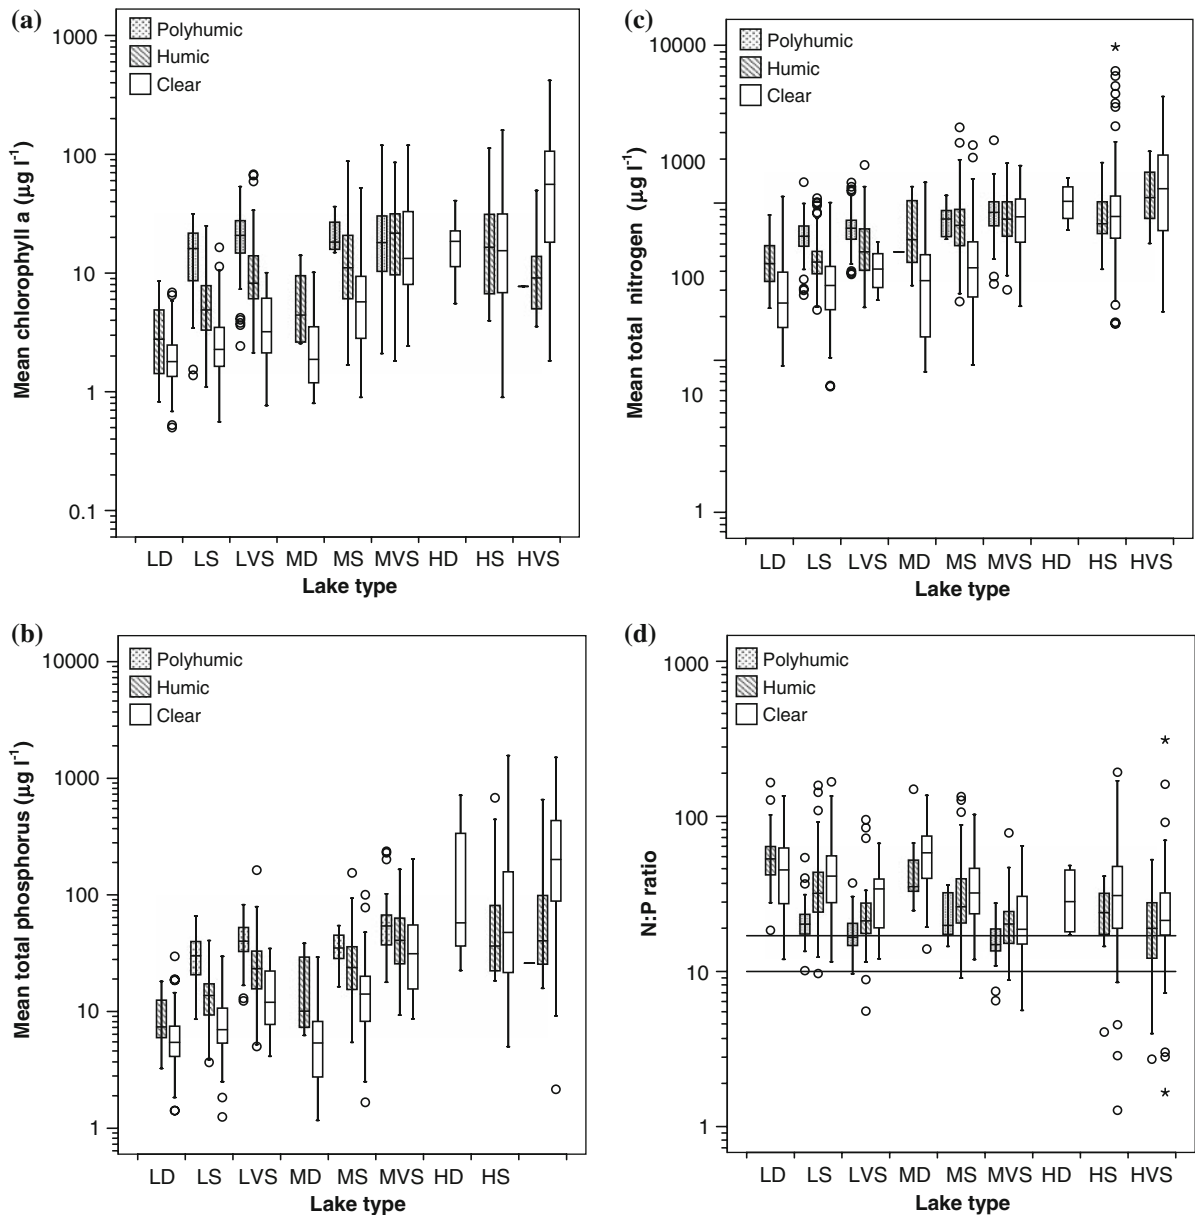 (a)
Polyhumic
Humic
Clear
1000
100
10
1
0.1
Mean chlorophyll a (µg l⁻¹)
LD LS LVS MD MS MVS HD HS HVS
Lake type
(c)
Polyhumic
Humic
Clear
10000
1000
100
10
1
Mean total nitrogen (µg l⁻¹)
LD LS LVS MD MS MVS HD HS HVS
Lake type
(b)
Polyhumic
Humic
Clear
10000
1000
100
10
1
Mean total phosphorus (µg l⁻¹)
LD LS LVS MD MS MVS HD HS
Lake type
(d)
Polyhumic
Humic
Clear
1000
100
10
1
N:P ratio
LD LS LVS MD MS MVS HD HS HVS
Lake type